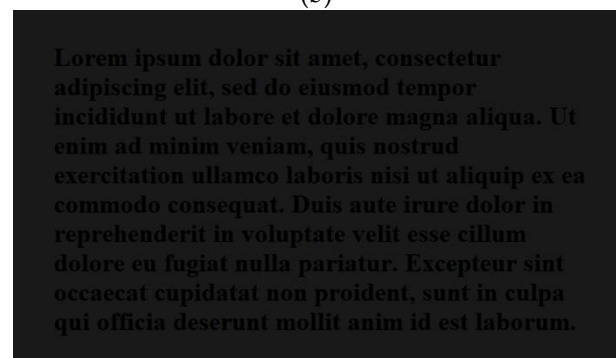 Lorem ipsum dolor sit amet, consectetur
adipiscing elit, sed do eiusmod tempor
incididunt ut labore et dolore magna aliqua. Ut
enim ad minim veniam, quis nostrud
exercitation ullamco laboris nisi ut aliquip ex ea
commodo consequat. Duis aute irure dolor in
reprehenderit in voluptate velit esse cillum
dolore eu fugiat nulla pariatur. Excepteur sint
occaecat cupidatat non proident, sunt in culpa
qui officia deserunt mollit anim id est laborum.